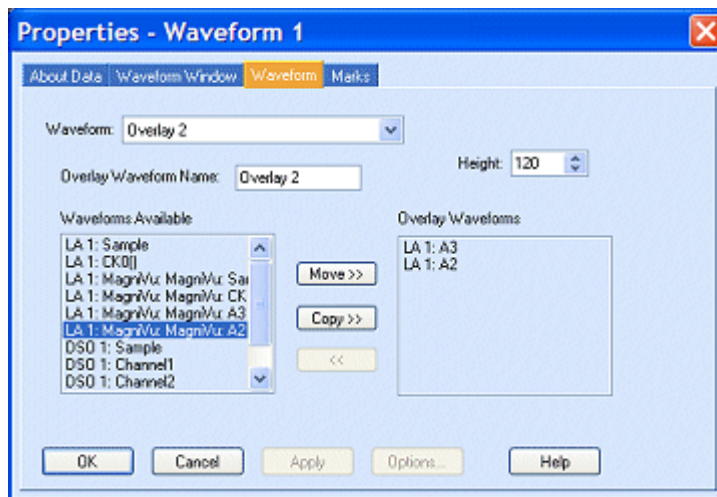 Properties - Waveform 1
About Data Waveform Window Waveform Marks
Waveform: Overlay 2
Height: 120
Overlay Waveform Name: Overlay 2
Waveforms Available
LA 1: Sample
LA 1: CK0[]
LA 1: MagniVu: MagniVu: Sar
LA 1: MagniVu: MagniVu: CK
LA 1: MagniVu: MagniVu: A3
LA 1: MagniVu: MagniVu: A2
DSO 1: Sample
DSO 1: Channel1
DSO 1: Channel2
Move >>
Copy >>
<<
Overlay Waveforms
LA 1: A3
LA 1: A2
OK Cancel Apply Options... Help